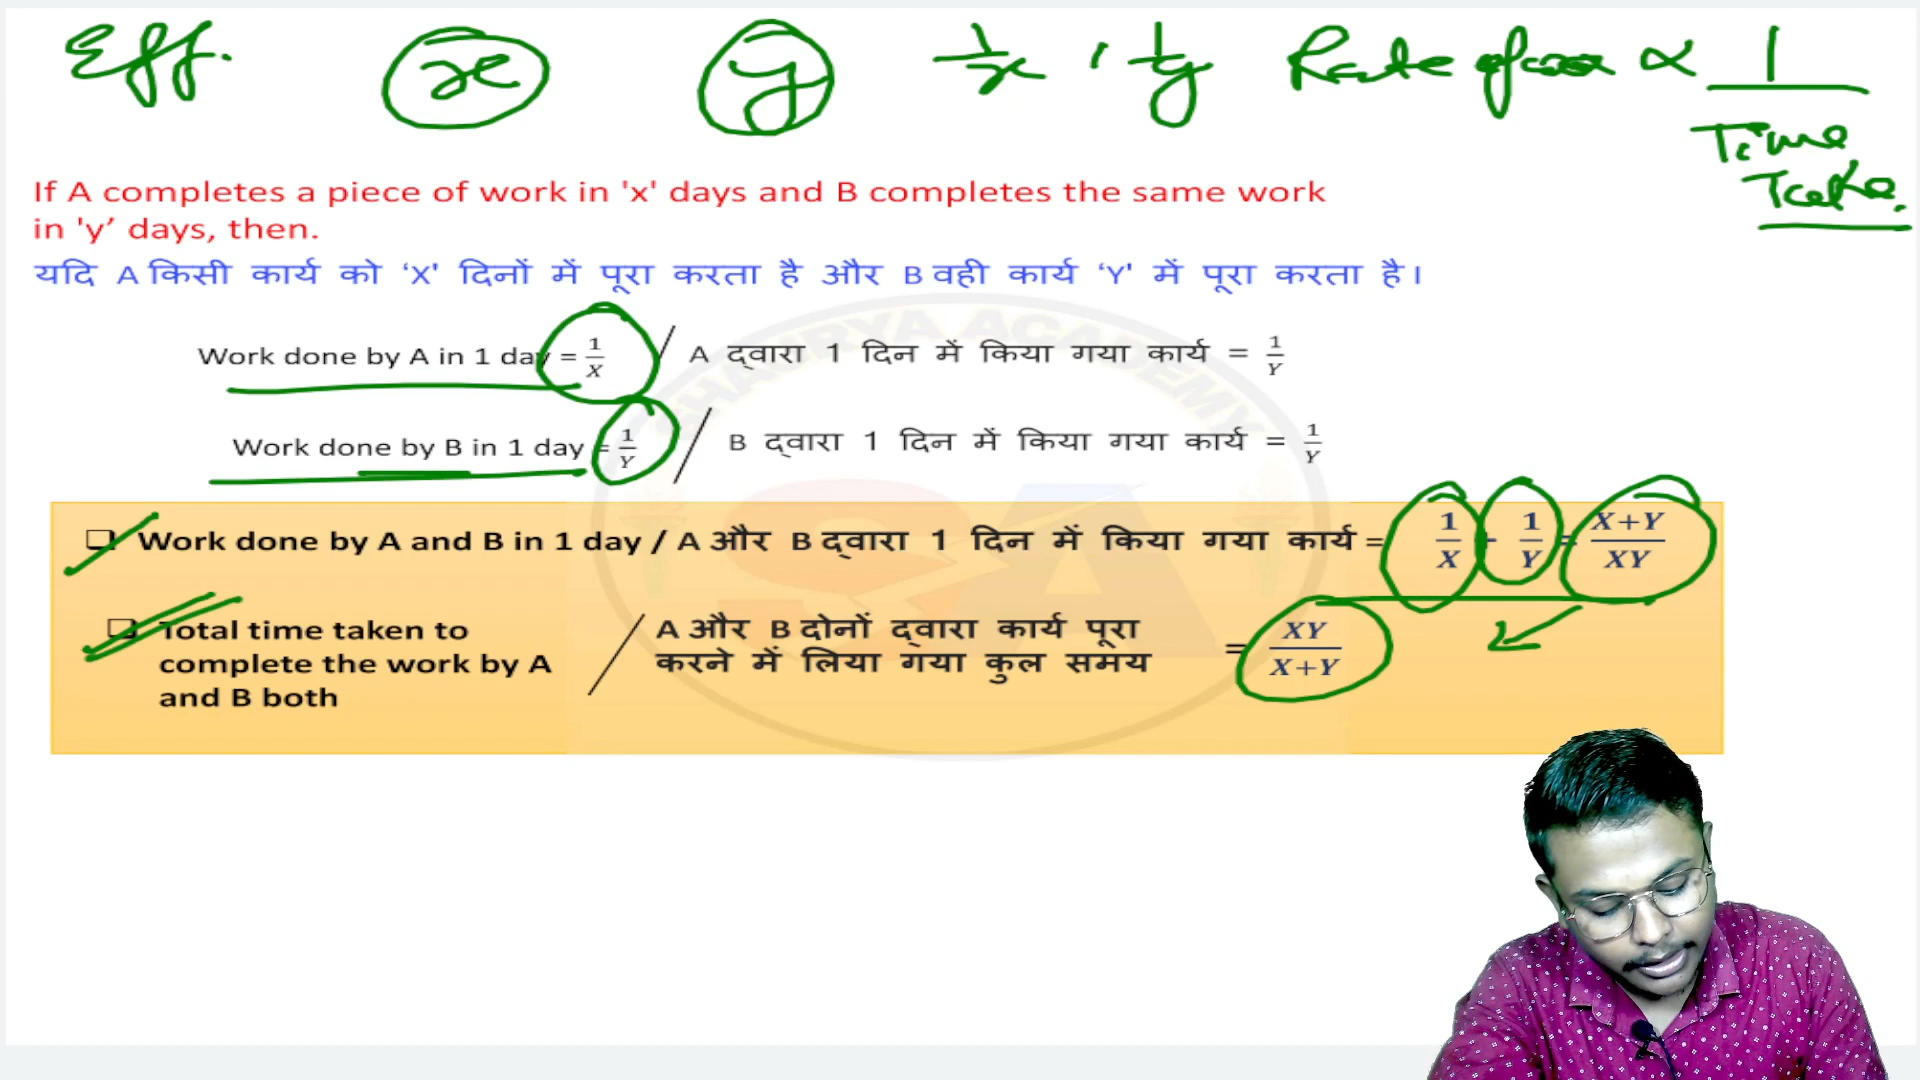 Eff. x y 1/x , 1/y Rate of ∝ 1/Time Take.
If A completes a piece of work in 'x' days and B completes the same work
in 'y’ days, then.
यदि A किसी कार्य को ‘X' दिनों में पूरा करता है और B वही कार्य ‘Y' में पूरा करता है।
Work done by A in 1 day = 1/X / A द्वारा 1 दिन में किया गया कार्य = 1/Y
Work done by B in 1 day = 1/Y / B द्वारा 1 दिन में किया गया कार्य = 1/Y
Work done by A and B in 1 day / A और B द्वारा 1 दिन में किया गया कार्य = 1/X + 1/Y = X+Y/XY
Total time taken to
complete the work by A
and B both
/ A और B दोनों द्वारा कार्य पूरा
करने में लिया गया कुल समय
= XY/X+Y
SHAURYA ACADEMY
SA